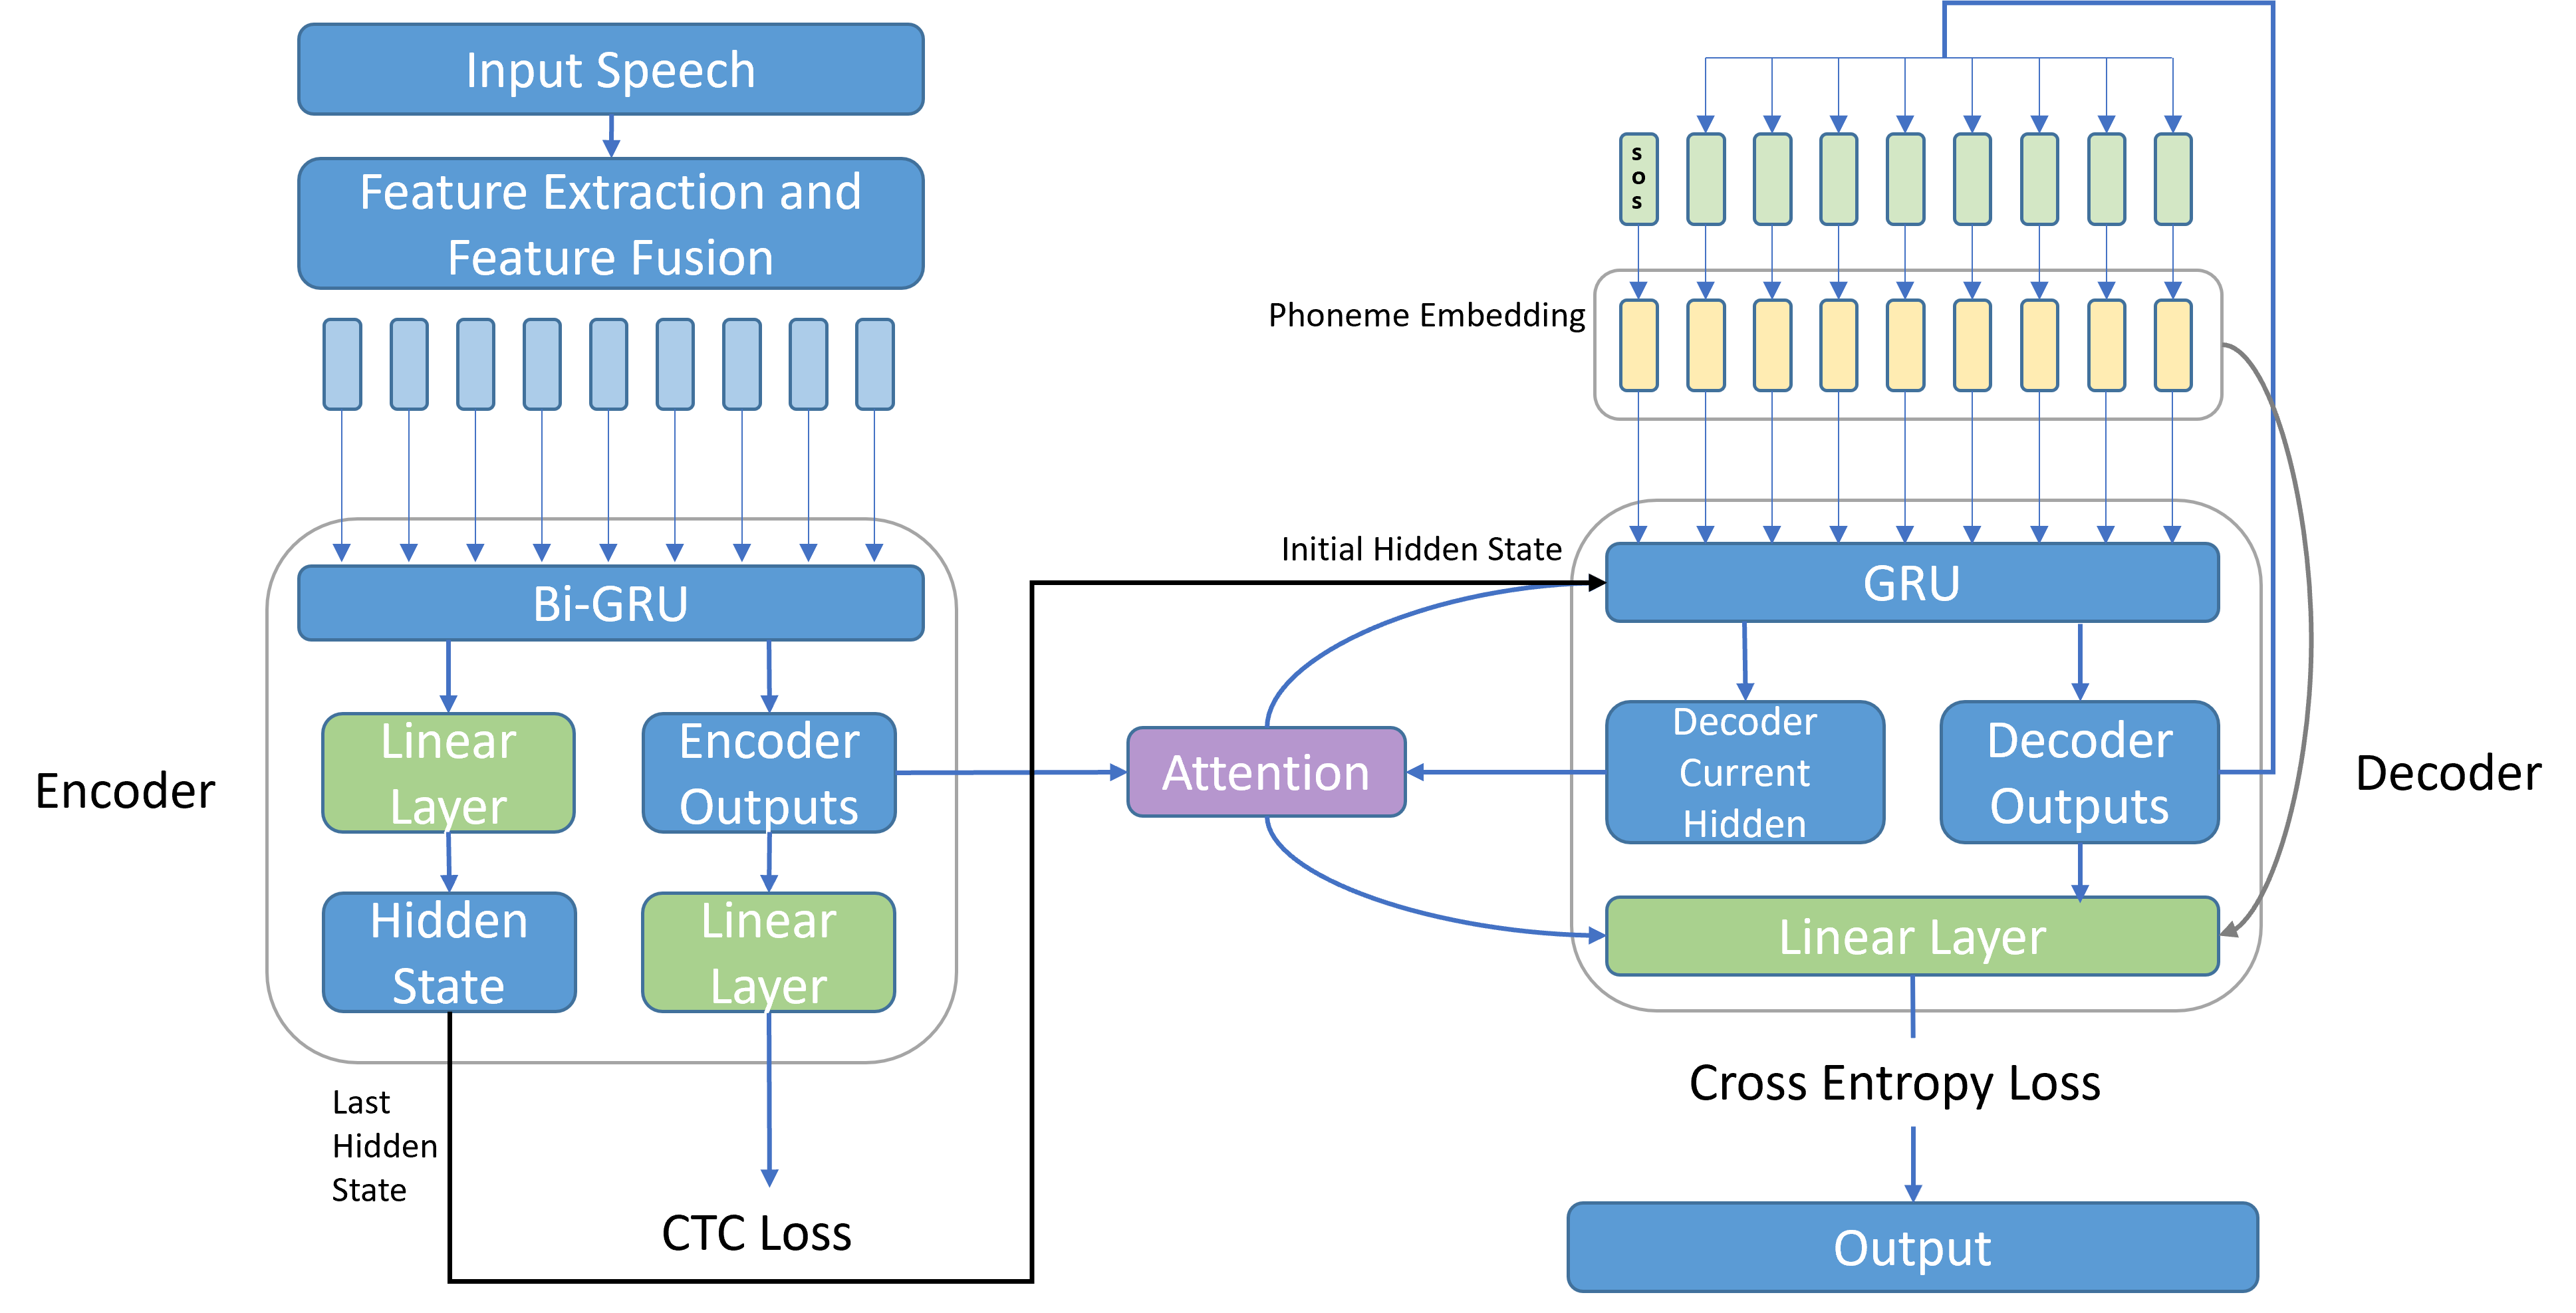 Input Speech
Feature Extraction and
Feature Fusion
Bi-GRU
Linear
Layer
Encoder
Outputs
Hidden
State
Linear
Layer
Encoder
Last
Hidden
State
CTC Loss
Attention
Initial Hidden State
s
o
s
Phoneme Embedding
GRU
Decoder
Current
Hidden
Decoder
Outputs
Linear Layer
Decoder
Cross Entropy Loss
Output